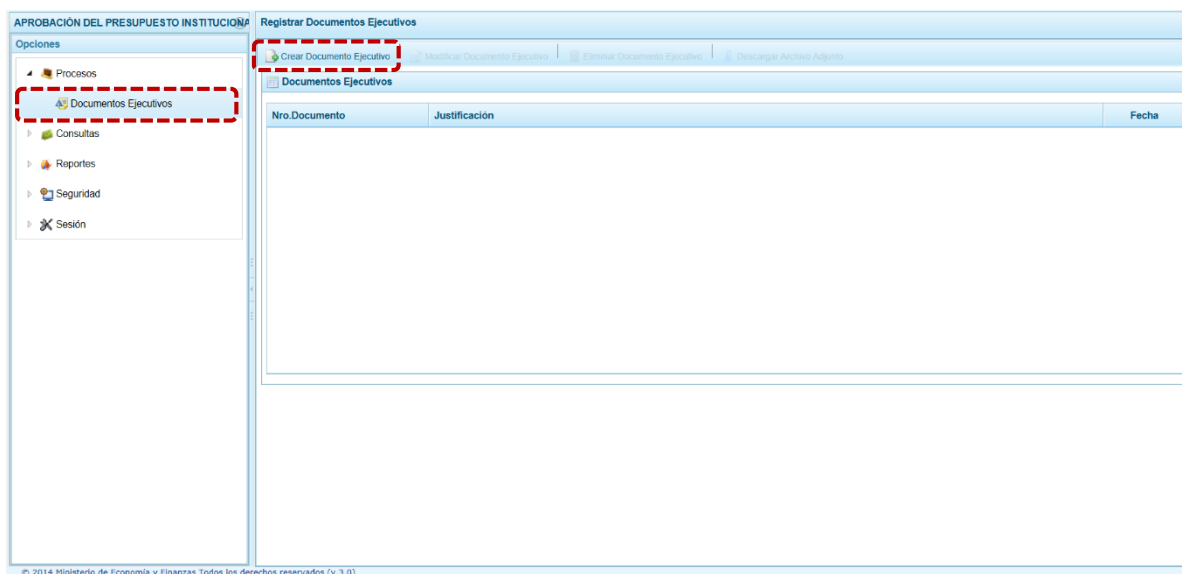 APROBACIÓN DEL PRESUPUESTO INSTITUCIONA
Opciones
Procesos
Documentos Ejecutivos
Consultas
Reportes
Seguridad
Sesión
Registrar Documentos Ejecutivos
Crear Documento Ejecutivo Modificar Documento Ejecutivo Eliminar Documento Ejecutivo Descargar Archivo Adjunto
Documentos Ejecutivos
Nro.Documento Justificación Fecha
© 2014 Ministerio de Economía y Finanzas Todos los derechos reservados (v 3.0)